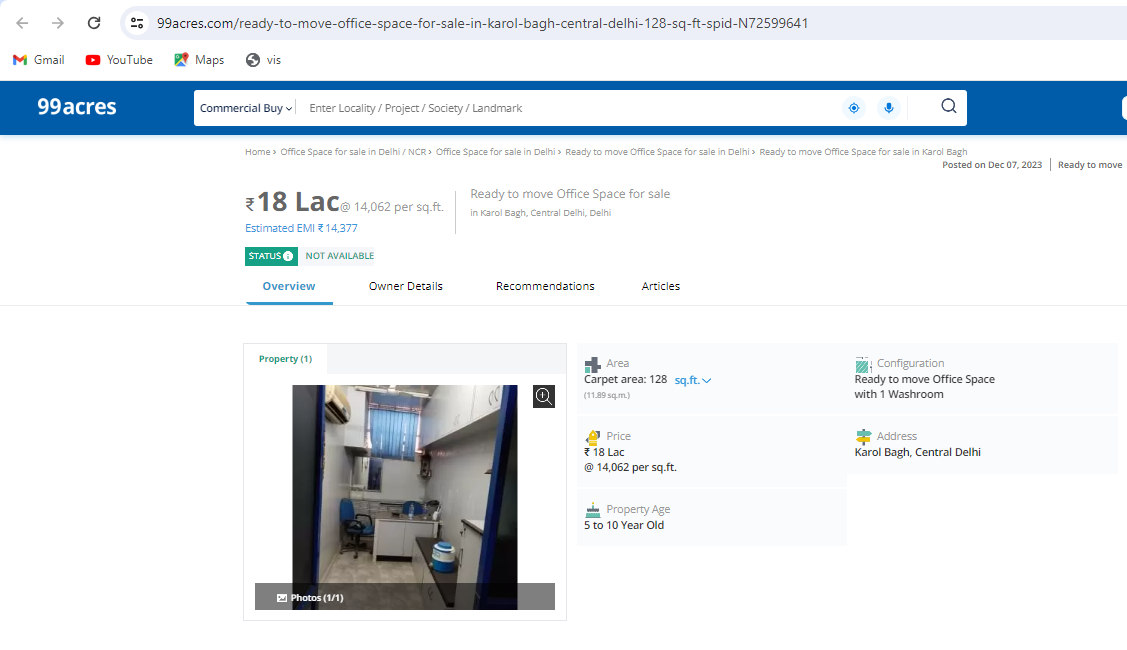 99acres.com/ready-to-move-office-space-for-sale-in-karol-bagh-central-delhi-128-sq-ft-spid-N72599641
Gmail YouTube Maps vis
99acres Commercial Buy Enter Locality / Project / Society / Landmark
Home > Office Space for sale in Delhi / NCR > Office Space for sale in Delhi > Ready to move Office Space for sale in Delhi > Ready to move Office Space for sale in Karol Bagh
Posted on Dec 07, 2023 | Ready to move
₹18 Lac@ 14,062 per sq.ft.
Estimated EMI ₹14,377
Ready to move Office Space for sale
in Karol Bagh, Central Delhi, Delhi
STATUS NOT AVAILABLE
Overview Owner Details Recommendations Articles
Property (1)
Photos (1/1)
Area
Carpet area: 128 sq.ft.
(11.89 sq.m.)
Configuration
Ready to move Office Space
with 1 Washroom
Price
₹ 18 Lac
@ 14,062 per sq.ft.
Address
Karol Bagh, Central Delhi
Property Age
5 to 10 Year Old